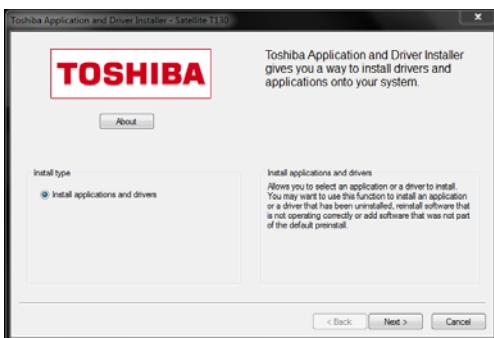 Toshiba Application and Driver Installer - Satellite T130
x
TOSHIBA
Toshiba Application and Driver Installer
gives you a way to install drivers and
applications onto your system.
About
Install type
Install applications and drivers
Install applications and drivers
Allows you to select an application or a driver to install.
You may want to use this function to install an application
or a driver that has been uninstalled, reinstall software that
is not operating correctly or add software that was not part
of the default preinstall.
< Back
Next >
Cancel